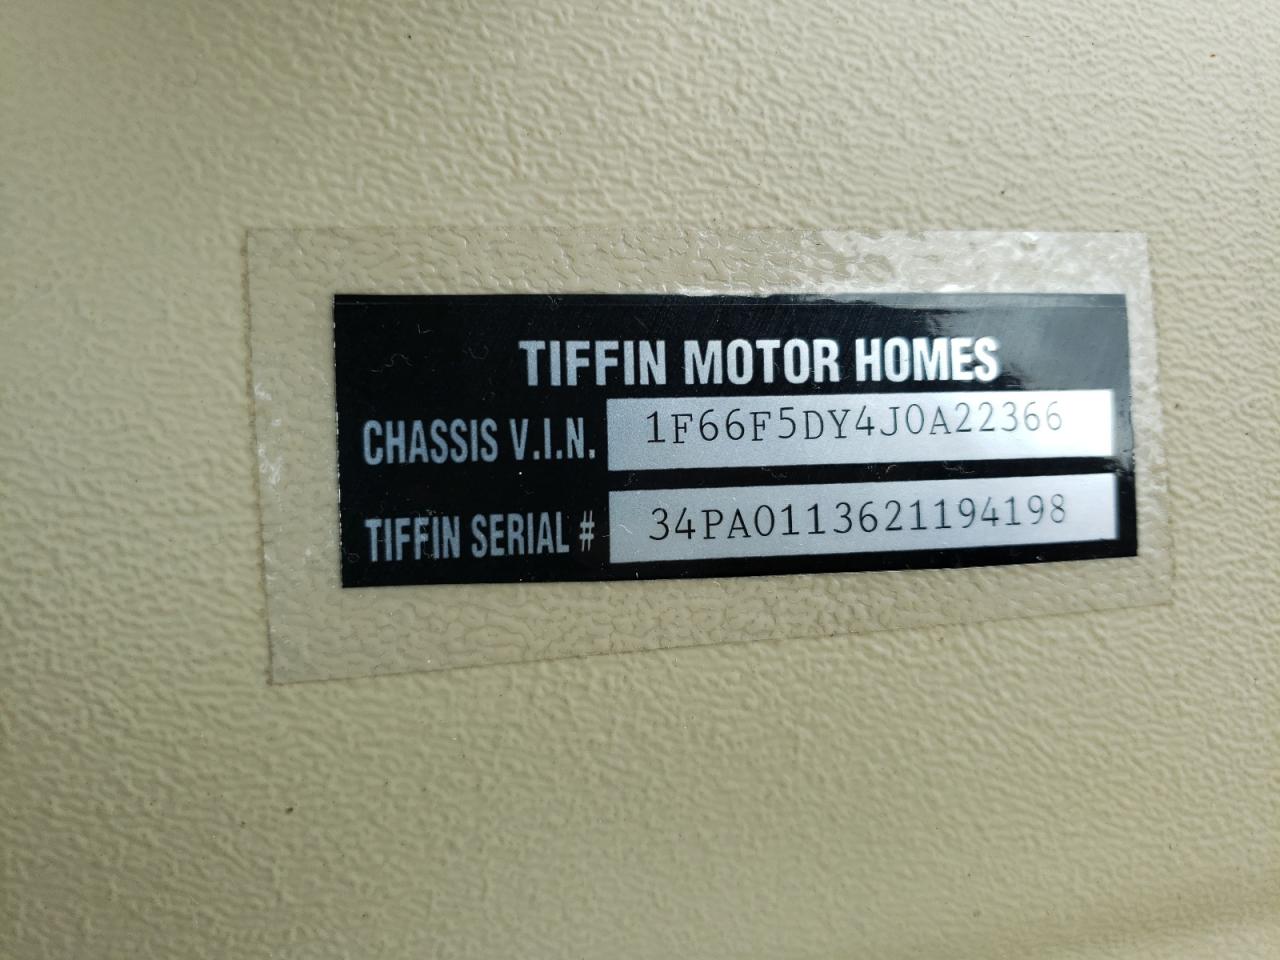 TIFFIN MOTOR HOMES
CHASSIS V.I.N. 1F66F5DY4J0A22366
TIFFIN SERIAL # 34PA0113621194198